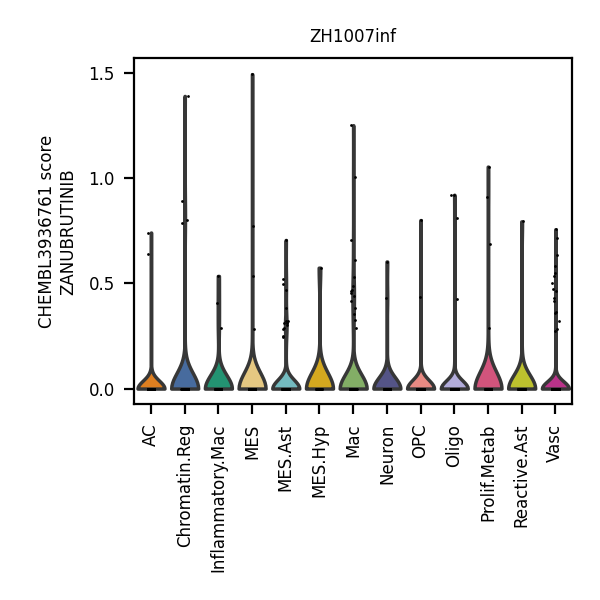 ZH1007inf
CHEMBL3936761 score
ZANUBRUTINIB
1.5
1.0
0.5
0.0
AC
Chromatin.Reg
Inflammatory.Mac
MES
MES.Ast
MES.Hyp
Mac
Neuron
OPC
Oligo
Prolif.Metab
Reactive.Ast
Vasc